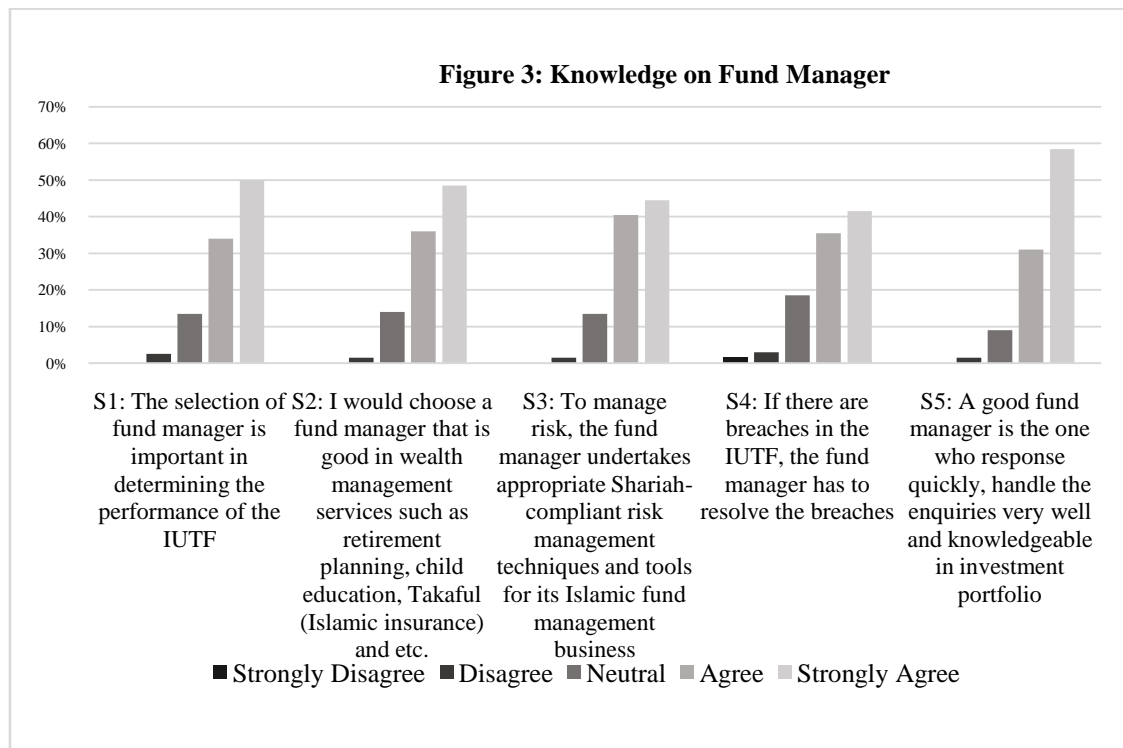 Figure 3: Knowledge on Fund Manager
70%
60%
50%
40%
30%
20%
10%
0%
S1: The selection of
fund manager is
important in
determining the
performance of the
IUTF
S2: I would choose a
fund manager that is
good in wealth
management
services such as
retirement
planning, child
education, Takaful
(Islamic insurance)
and etc.
S3: To manage
risk, the fund
manager undertakes
appropriate Shariah-
compliant risk
management
techniques and tools
for its Islamic fund
management
business
S4: If there are
breaches in the
IUTF, the fund
manager has to
resolve the breaches
S5: A good fund
manager is the one
who response
quickly, handle the
enquiries very well
and knowledgeable
in investment
portfolio
Strongly Disagree Disagree Neutral Agree Strongly Agree